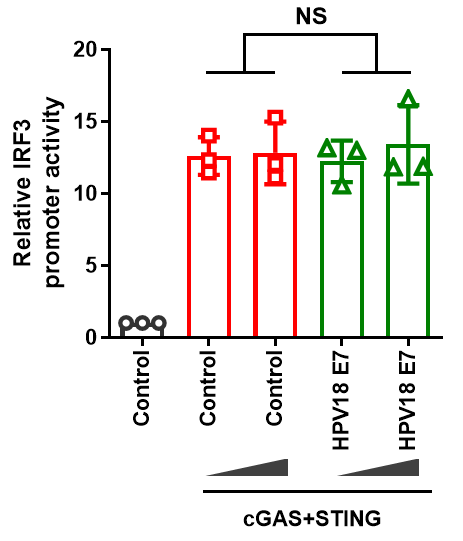 NS
Relative IRF3
promoter activity
20
15
10
5
0
Control
Control
Control
HPV18 E7
HPV18 E7
cGAS+STING